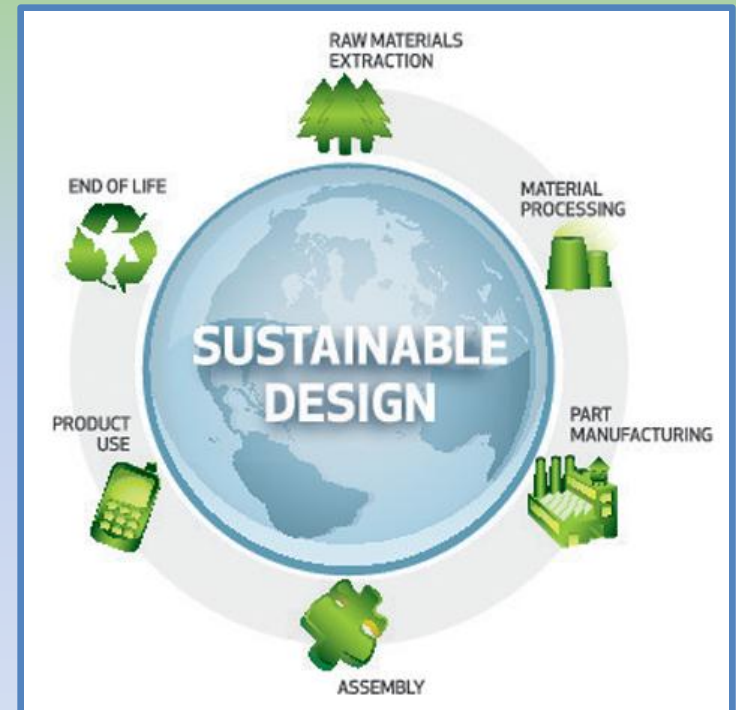 RAW MATERIALS
EXTRACTION
MATERIAL
PROCESSING
PART
MANUFACTURING
ASSEMBLY
PRODUCT
USE
END OF LIFE
SUSTAINABLE
DESIGN